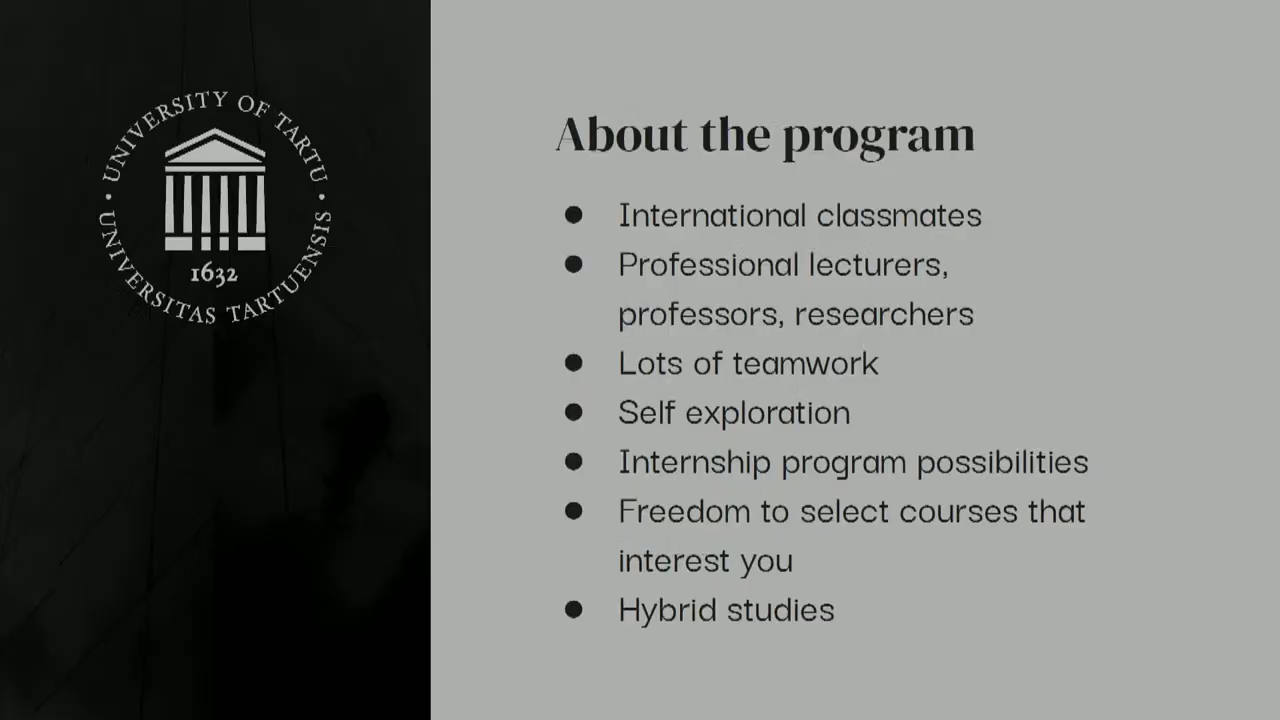 UNIVERSITY OF TARTU
1632
UNIVERSITAS TARTUENSIS
About the program
● International classmates
● Professional lecturers,
professors, researchers
● Lots of teamwork
● Self exploration
● Internship program possibilities
● Freedom to select courses that
interest you
● Hybrid studies